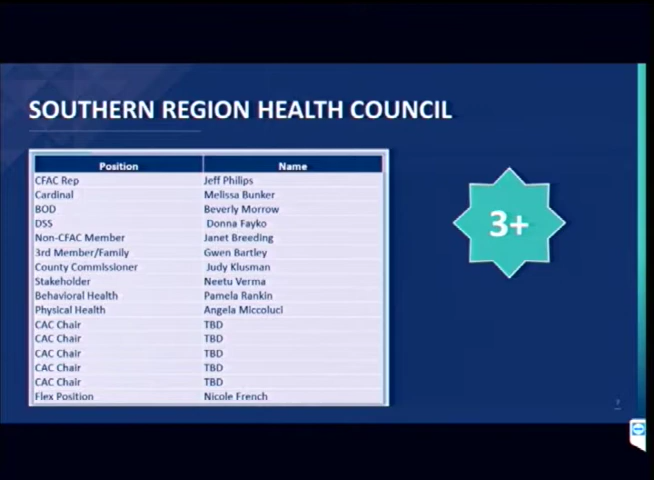 SOUTHERN REGION HEALTH COUNCIL
Position Name
CFAC Rep Jeff Philips
Cardinal Melissa Bunker
BOD Beverly Morrow
DSS Donna Fayko
Non-CFAC Member Janet Breeding
3rd Member/Family Gwen Bartley
County Commissioner Judy Klusman
Stakeholder Neetu Verma
Behavioral Health Pamela Rankin
Physical Health Angela Miccoluci
CAC Chair TBD
CAC Chair TBD
CAC Chair TBD
CAC Chair TBD
CAC Chair TBD
Flex Position Nicole French
3+